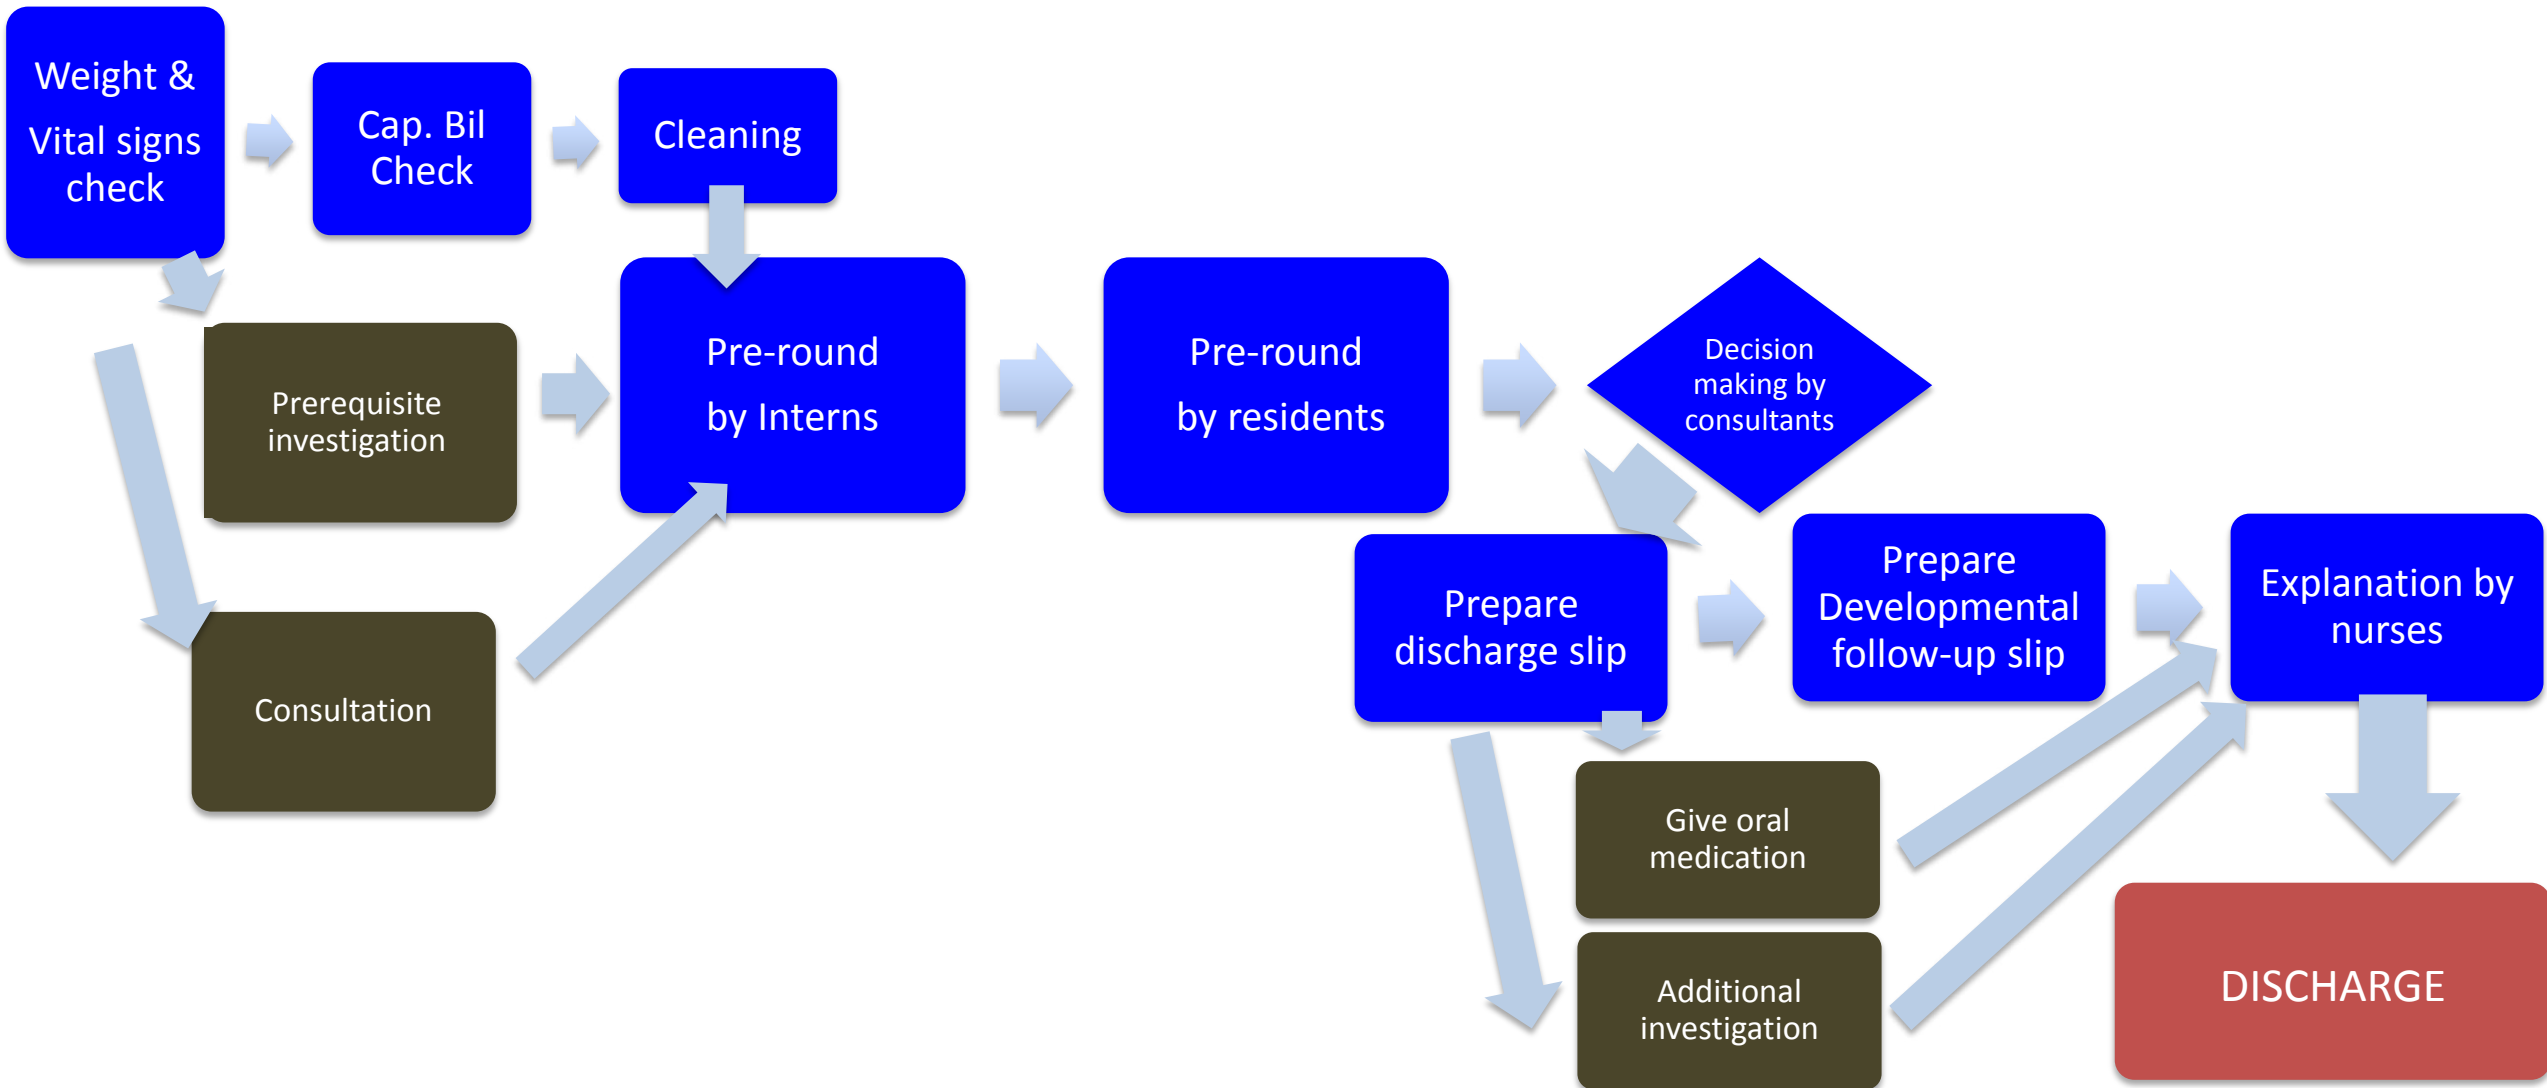 Weight &
Vital signs
check
Cap. Bil
Check
Cleaning
Prerequisite
investigation
Pre-round
by Interns
Pre-round
by residents
Decision
making by
consultants
Consultation
Prepare
discharge slip
Prepare
Developmental
follow-up slip
Explanation by
nurses
Give oral
medication
Additional
investigation
DISCHARGE